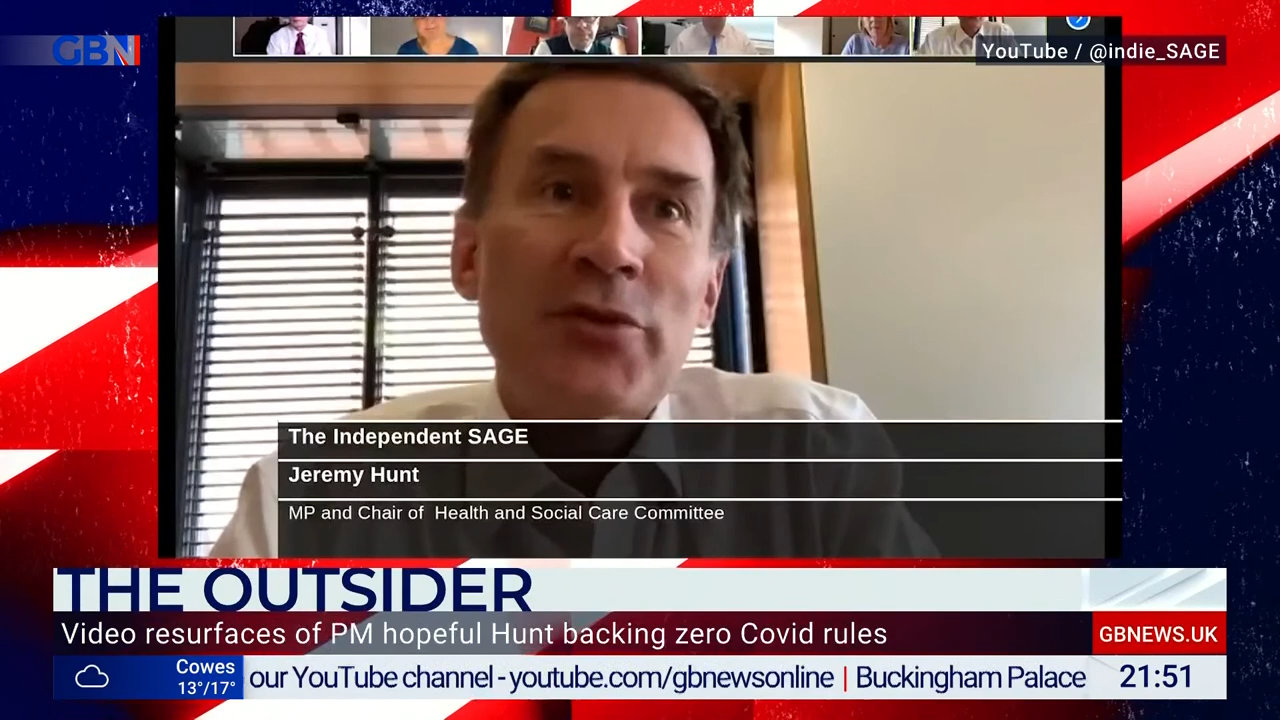 GBN
YouTube / @indie_SAGE
The Independent SAGE
Jeremy Hunt
MP and Chair of  Health and Social Care Committee
THE OUTSIDER
Video resurfaces of PM hopeful Hunt backing zero Covid rules
GBNEWS.UK
Cowes
13°/17°
our YouTube channel - youtube.com/gbnewsonline | Buckingham Palace
21:51